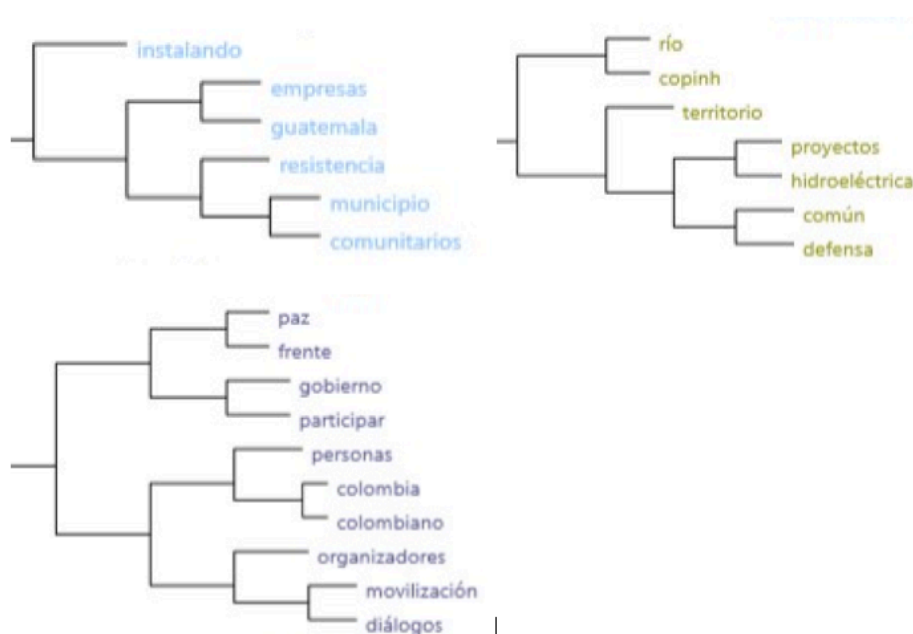 instalando
empresas
guatemala
resistencia
municipio
comunitarios
río
copinh
territorio
proyectos
hidroeléctrica
común
defensa
paz
frente
gobierno
participar
personas
colombia
colombiano
organizadores
movilización
diálogos